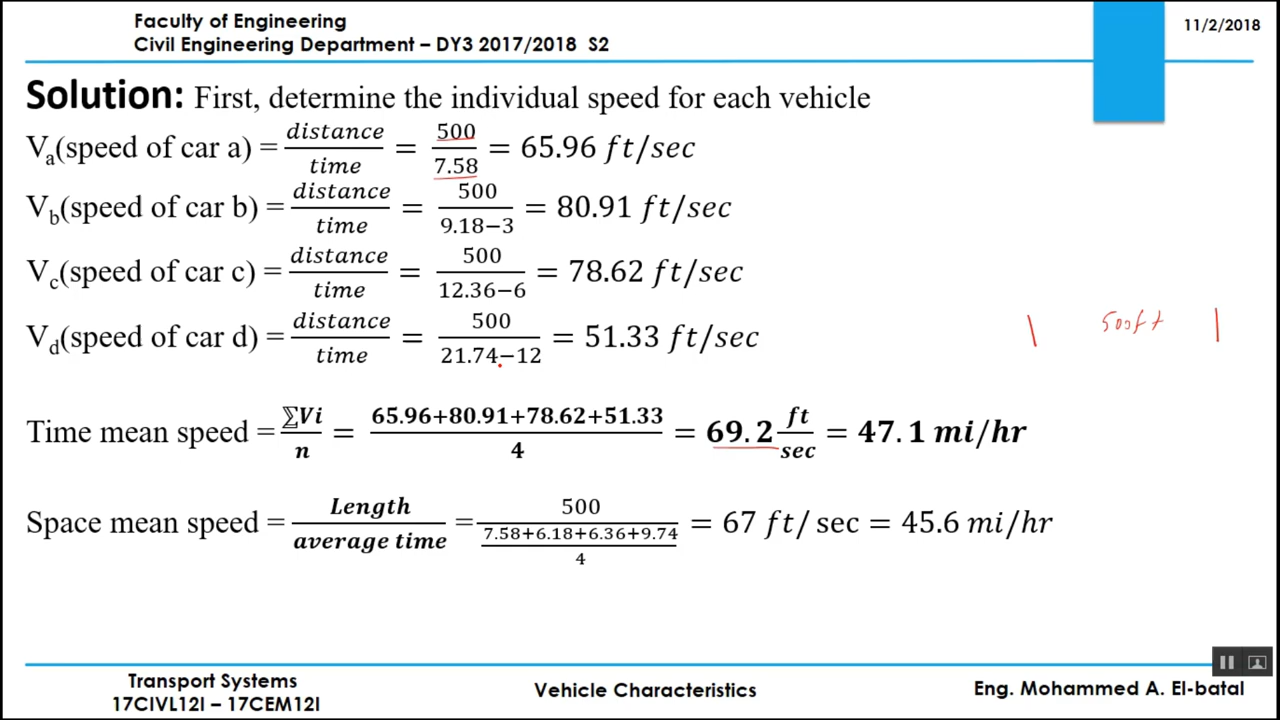 Faculty of Engineering
Civil Engineering Department – DY3 2017/2018 S2
11/2/2018
Solution: First, determine the individual speed for each vehicle
Va(speed of car a) = distance/time = 500/7.58 = 65.96 ft/sec
Vb(speed of car b) = distance/time = 500/9.18−3 = 80.91 ft/sec
Vc(speed of car c) = distance/time = 500/12.36−6 = 78.62 ft/sec
Vd(speed of car d) = distance/time = 500/21.74−12 = 51.33 ft/sec
500ft
Time mean speed = ∑Vi/n = 65.96+80.91+78.62+51.33/4 = 69.2 ft/sec = 47.1 mi/hr
Space mean speed = Length/average time = 500/7.58+6.18+6.36+9.74/4 = 67 ft/sec = 45.6 mi/hr
Transport Systems
17CIVL12I – 17CEM12I
Vehicle Characteristics
Eng. Mohammed A. El-batal